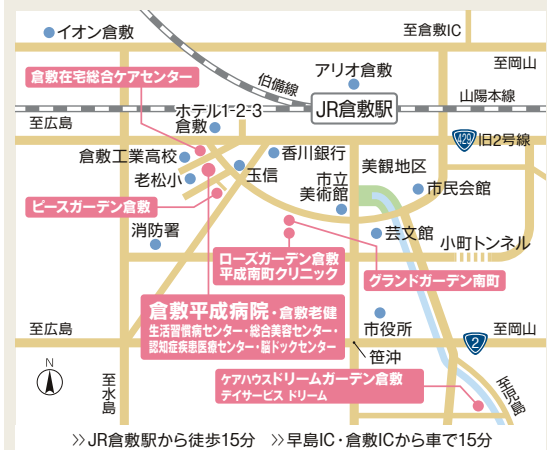 イオン倉敷
至倉敷IC
至岡山
倉敷在宅総合ケアセンター
伯備線
アリオ倉敷
山陽本線
ホテル1-2-3
倉敷
JR倉敷駅
至広島
429
旧2号線
倉敷工業高校
香川銀行
美観地区
老松小
玉信
市立
美術館
市民会館
ピースガーデン倉敷
消防署
芸文館
小町トンネル
ローズガーデン倉敷
平成南町クリニック
グランドガーデン南町
倉敷平成病院・倉敷老健
生活習慣病センター・総合美容センター・
認知症疾患医療センター・脳ドックセンター
至広島
市役所
2
至岡山
笹沖
N
至水島
ケアハウスドリームガーデン倉敷
デイサービス ドリーム
至児島
≫JR倉敷駅から徒歩15分 ≫早島IC・倉敷ICから車で15分